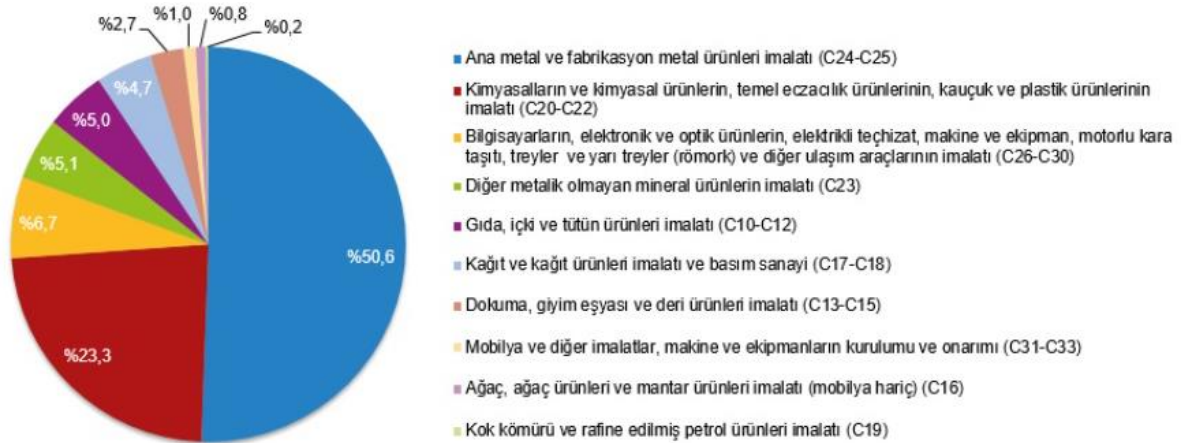 %2,7
%1,0
%0,8
%0,2
%4,7
%5,0
%5,1
%6,7
%50,6
%23,3
Ana metal ve fabrikasyon metal ürünleri imalatı (C24-C25)
Kimyasalların ve kimyasal ürünlerin, temel eczacılık ürünlerinin, kauçuk ve plastik ürünlerinin
imalatı (C20-C22)
Bilgisayarların, elektronik ve optik ürünlerin, elektrikli teçhizat, makine ve ekipman, motorlu kara
taşıtı, treyler ve yarı treyler (römork) ve diğer ulaşım araçlarının imalatı (C26-C30)
Diğer metalik olmayan mineral ürünlerin imalatı (C23)
Gıda, içki ve tütün ürünleri imalatı (C10-C12)
Kağıt ve kağıt ürünleri imalatı ve basım sanayi (C17-C18)
Dokuma, giyim eşyası ve deri ürünleri imalatı (C13-C15)
Mobilya ve diğer imalatlar, makine ve ekipmanların kurulumu ve onarımı (C31-C33)
Ağaç, ağaç ürünleri ve mantar ürünleri imalatı (mobilya hariç) (C16)
Kok kömürü ve rafine edilmiş petrol ürünleri imalatı (C19)